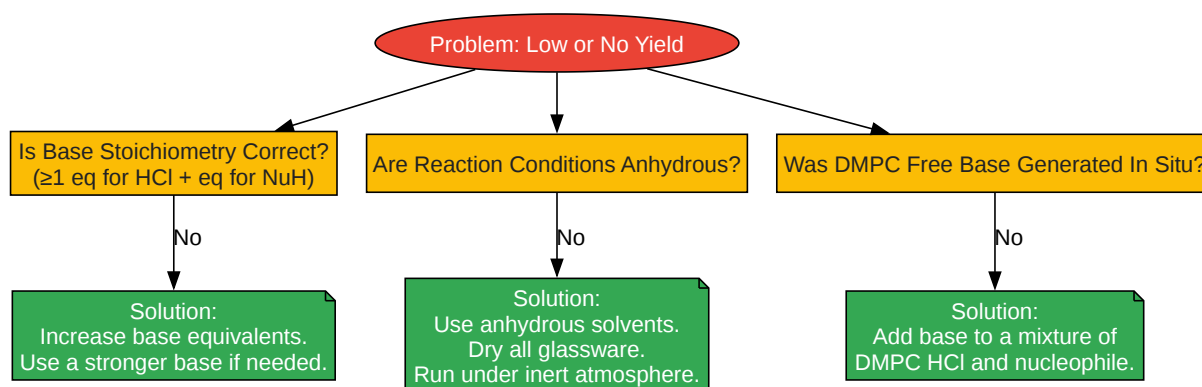 Problem: Low or No Yield
Is Base Stoichiometry Correct?
(≥1 eq for HCl + eq for NuH)
Are Reaction Conditions Anhydrous?
Was DMPC Free Base Generated In Situ?
No
No
No
Solution:
Increase base equivalents.
Use a stronger base if needed.
Solution:
Use anhydrous solvents.
Dry all glassware.
Run under inert atmosphere.
Solution:
Add base to a mixture of
DMPC HCl and nucleophile.